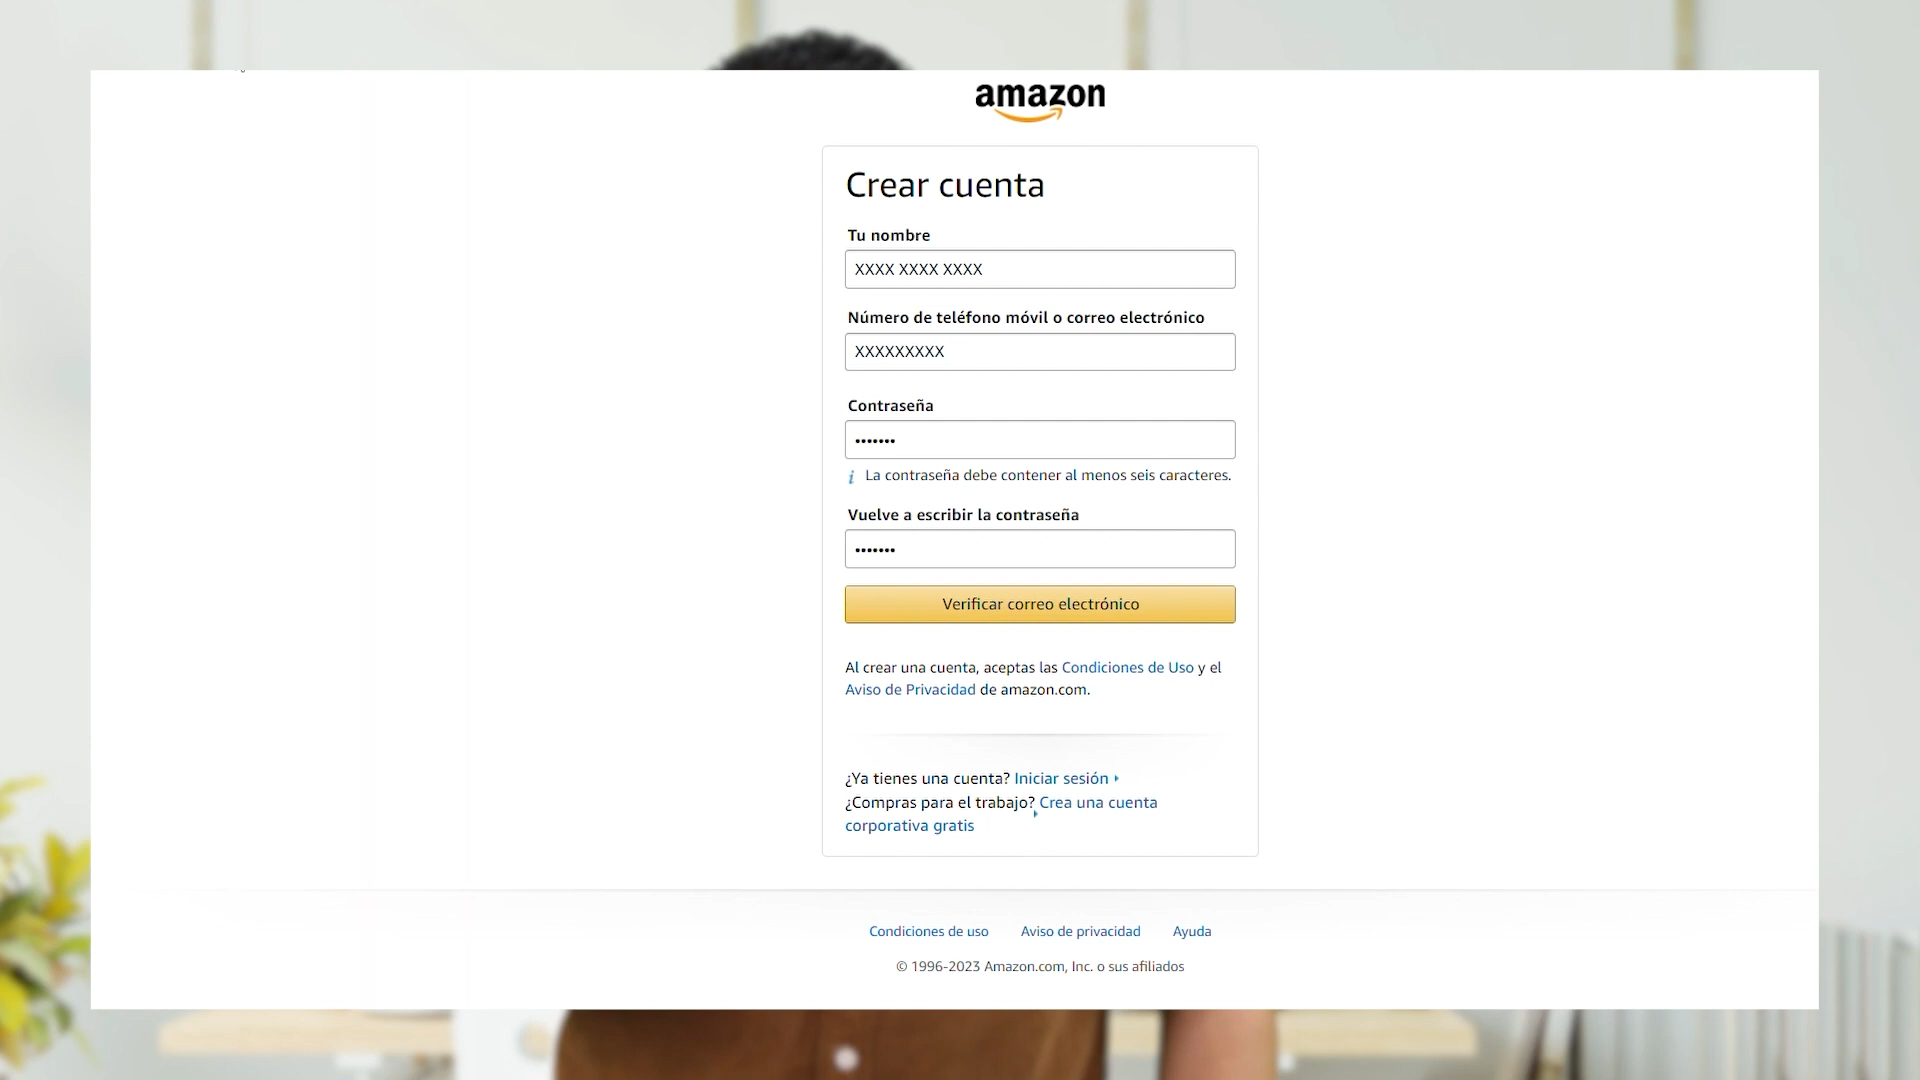 amazon
Crear cuenta
Tu nombre
XXXX XXXX XXXX
Número de teléfono móvil o correo electrónico
XXXXXXXXX
Contraseña
•••••••
i La contraseña debe contener al menos seis caracteres.
Vuelve a escribir la contraseña
•••••••
Verificar correo electrónico
Al crear una cuenta, aceptas las Condiciones de Uso y el
Aviso de Privacidad de amazon.com.
¿Ya tienes una cuenta? Iniciar sesión
¿Compras para el trabajo? Crea una cuenta
corporativa gratis
Condiciones de uso Aviso de privacidad Ayuda
© 1996-2023 Amazon.com, Inc. o sus afiliados